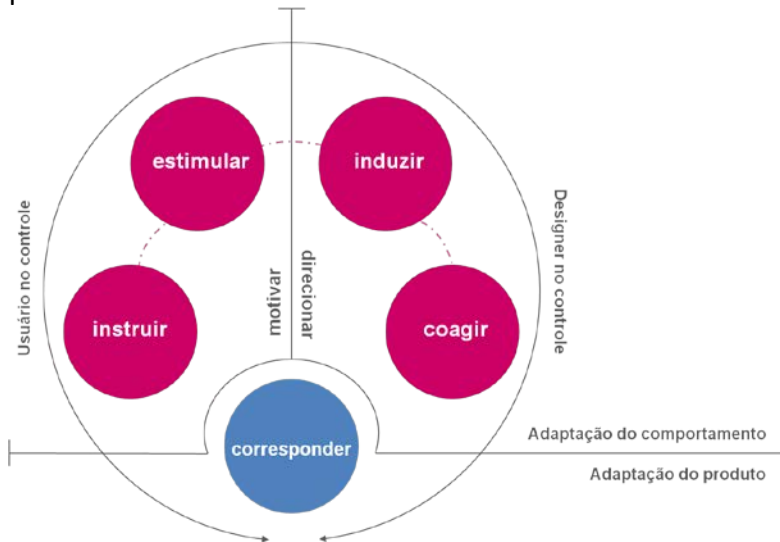 estimular
induzir
Usuário no controle
Designer no controle
motivar
direcionar
instruir
coagir
corresponder
Adaptação do comportamento
Adaptação do produto